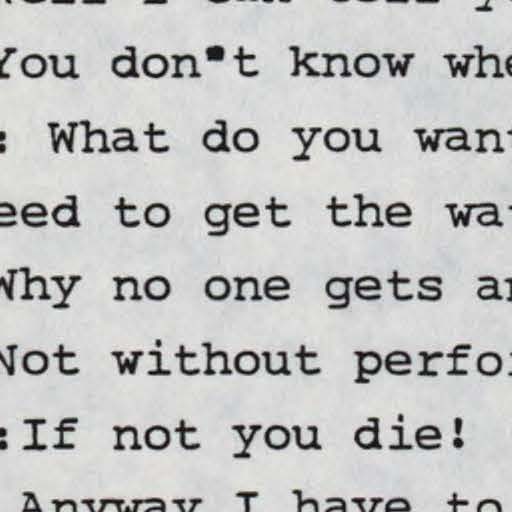 You don't know whe
: What do you want
eed to get the wa
Why no one gets a
Not without perfo
:If not you die!
Anyway I have to